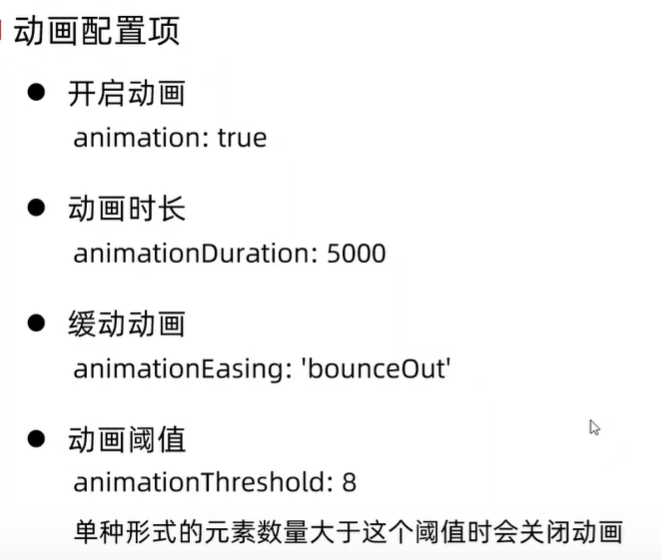 动画配置项
● 开启动画
animation: true
● 动画时长
animationDuration: 5000
● 缓动动画
animationEasing: 'bounceOut'
● 动画阈值
animationThreshold: 8
单种形式的元素数量大于这个阈值时会关闭动画